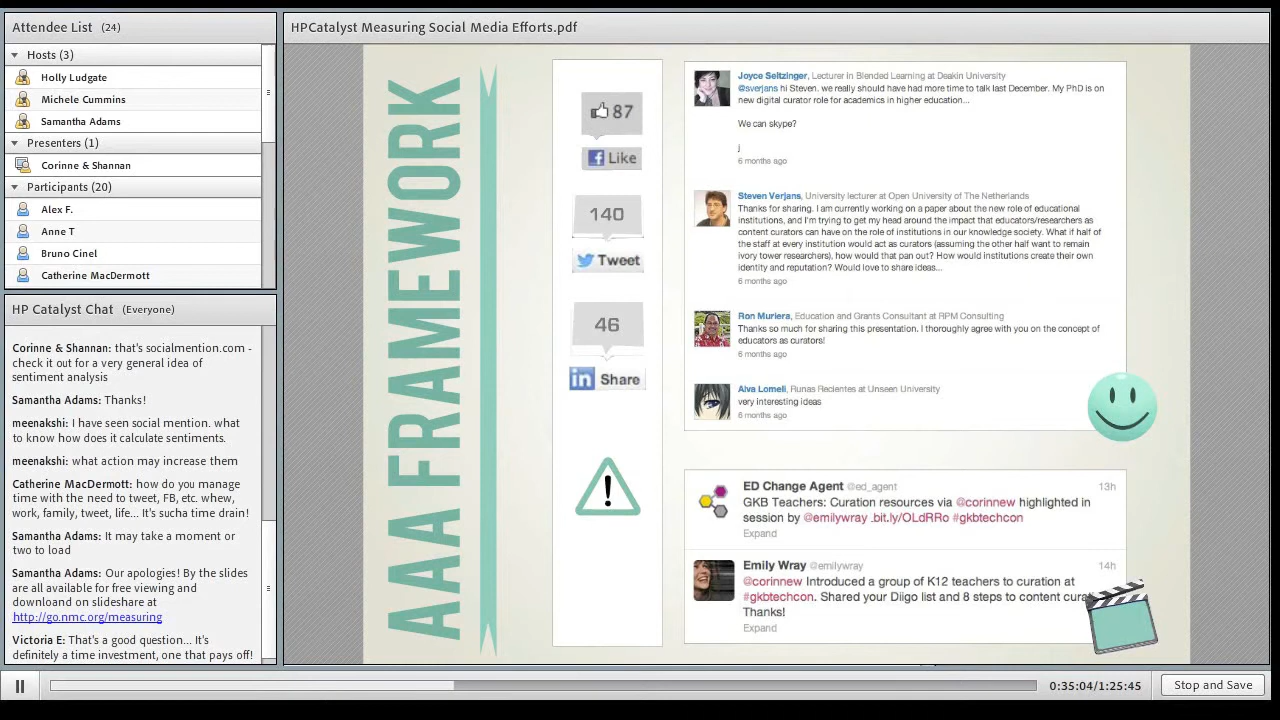 Attendee List (24)
Hosts (3)
Holly Ludgate
Michele Cummins
Samantha Adams
Presenters (1)
Corinne & Shannan
Participants (20)
Alex F.
Anne T
Bruno Cinel
Catherine MacDermott
HP Catalyst Chat (Everyone)
Corinne & Shannan: that's socialmention.com -
check it out for a very general idea of
sentiment analysis
Samantha Adams: Thanks!
meenakshi: I have seen social mention. what
to know how does it calculate sentiments.
meenakshi: what action may increase them
Catherine MacDermott: how do you manage
time with the need to tweet, FB, etc. whew,
work, family, tweet, life... It's sucha time drain!
Samantha Adams: It may take a moment or
two to load
Samantha Adams: Our apologies! By the slides
are all available for free viewing and
downloand on slideshare at
http://go.nmc.org/measuring
Victoria E: That's a good question... It's
definitely a time investment, one that pays off!
HPCatalyst Measuring Social Media Efforts.pdf
AAA FRAMEWORK
87
Like
140
Tweet
46
in Share
Joyce Seltzinger, Lecturer in Blended Learning at Deakin University
@sverjans hi Steven. we really should have had more time to talk last December. My PhD is on
new digital curator role for academics in higher education...
We can skype?
j
6 months ago
Steven Verjans, University lecturer at Open University of The Netherlands
Thanks for sharing. I am currently working on a paper about the new role of educational
institutions, and I'm trying to get my head around the impact that educators/researchers as
content curators can have on the role of institutions in our knowledge society. What if half of
the staff at every institution would act as curators (assuming the other half want to remain
ivory tower researchers), how would that pan out? How would institutions create their own
identity and reputation? Would love to share ideas...
6 months ago
Ron Muriera, Education and Grants Consultant at RPM Consulting
Thanks so much for sharing this presentation. I thoroughly agree with you on the concept of
educators as curators!
6 months ago
Alva Lomeli, Runas Recientes at Unseen University
very interesting ideas
6 months ago
ED Change Agent @ed_agent 13h
GKB Teachers: Curation resources via @corinnew highlighted in
session by @emilywray .bit.ly/OLdRRo #gkbtechcon
Expand
Emily Wray @emilywray 14h
@corinnew Introduced a group of K12 teachers to curation at
#gkbtechcon. Shared your Diigo list and 8 steps to content cura
Thanks!
Expand
0:35:04/1:25:45
Stop and Save